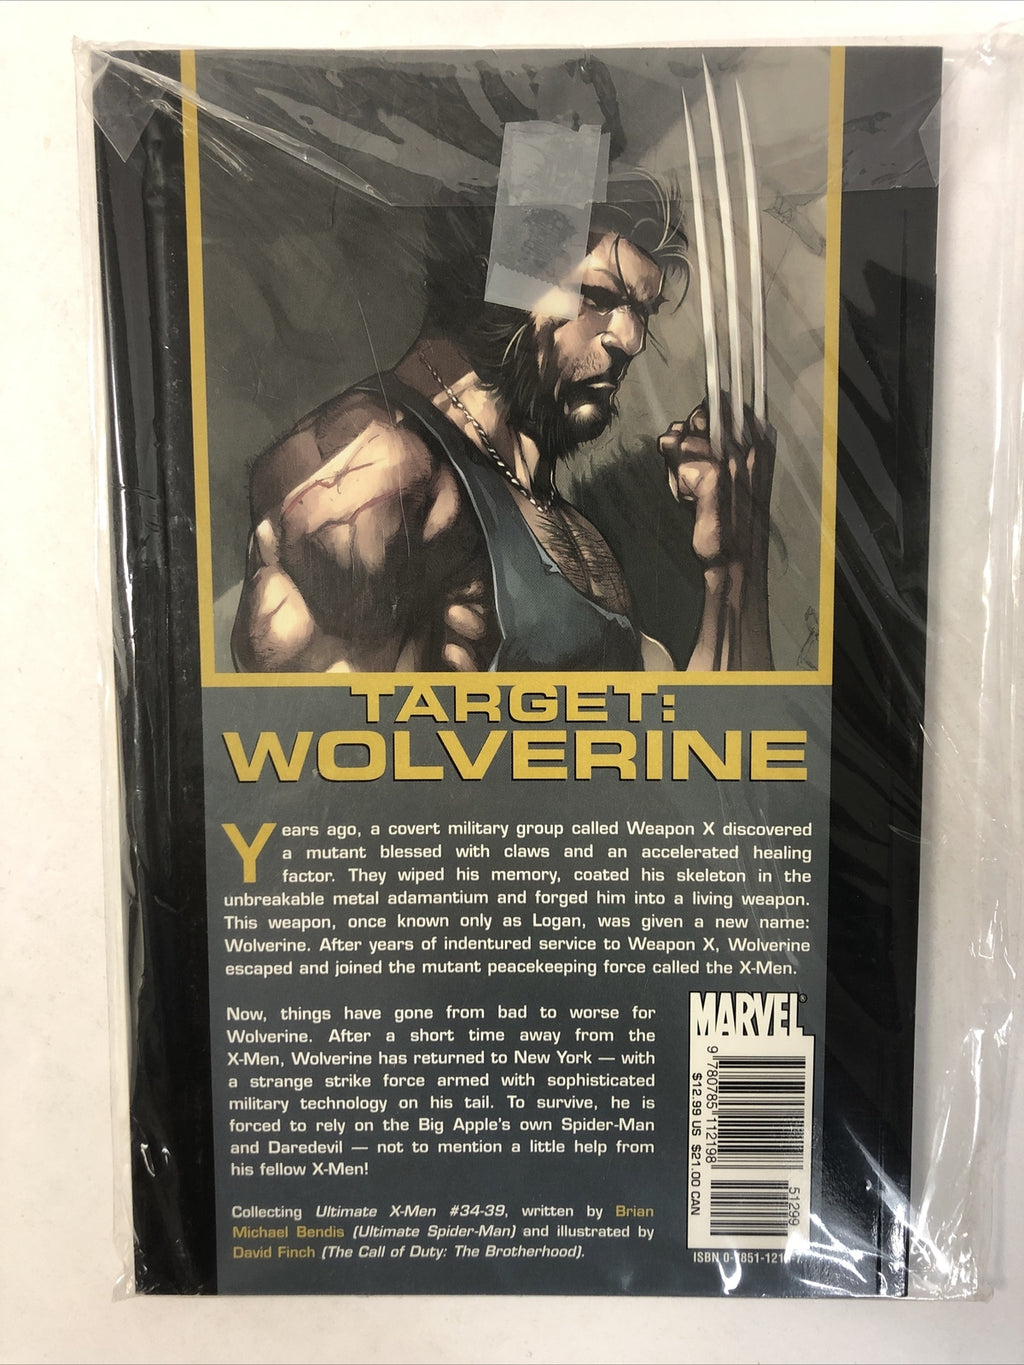 TARGET:
WOLVERINE
Years ago, a covert military group called Weapon X discovered
a mutant blessed with claws and an accelerated healing
factor. They wiped his memory, coated his skeleton in the
unbreakable metal adamantium and forged him into a living weapon.
This weapon, once known only as Logan, was given a new name:
Wolverine. After years of indentured service to Weapon X, Wolverine
escaped and joined the mutant peacekeeping force called the X-Men.
Now, things have gone from bad to worse for
Wolverine. After a short time away from the
X-Men, Wolverine has returned to New York — with
a strange strike force armed with sophisticated
military technology on his tail. To survive, he is
forced to rely on the Big Apple's own Spider-Man
and Daredevil — not to mention a little help from
his fellow X-Men!
Collecting Ultimate X-Men #34-39, written by Brian
Michael Bendis (Ultimate Spider-Man) and illustrated by
David Finch (The Call of Duty: The Brotherhood).
MARVEL®
9 780785 112198
51299
$12.99 US $21.00 CAN
ISBN